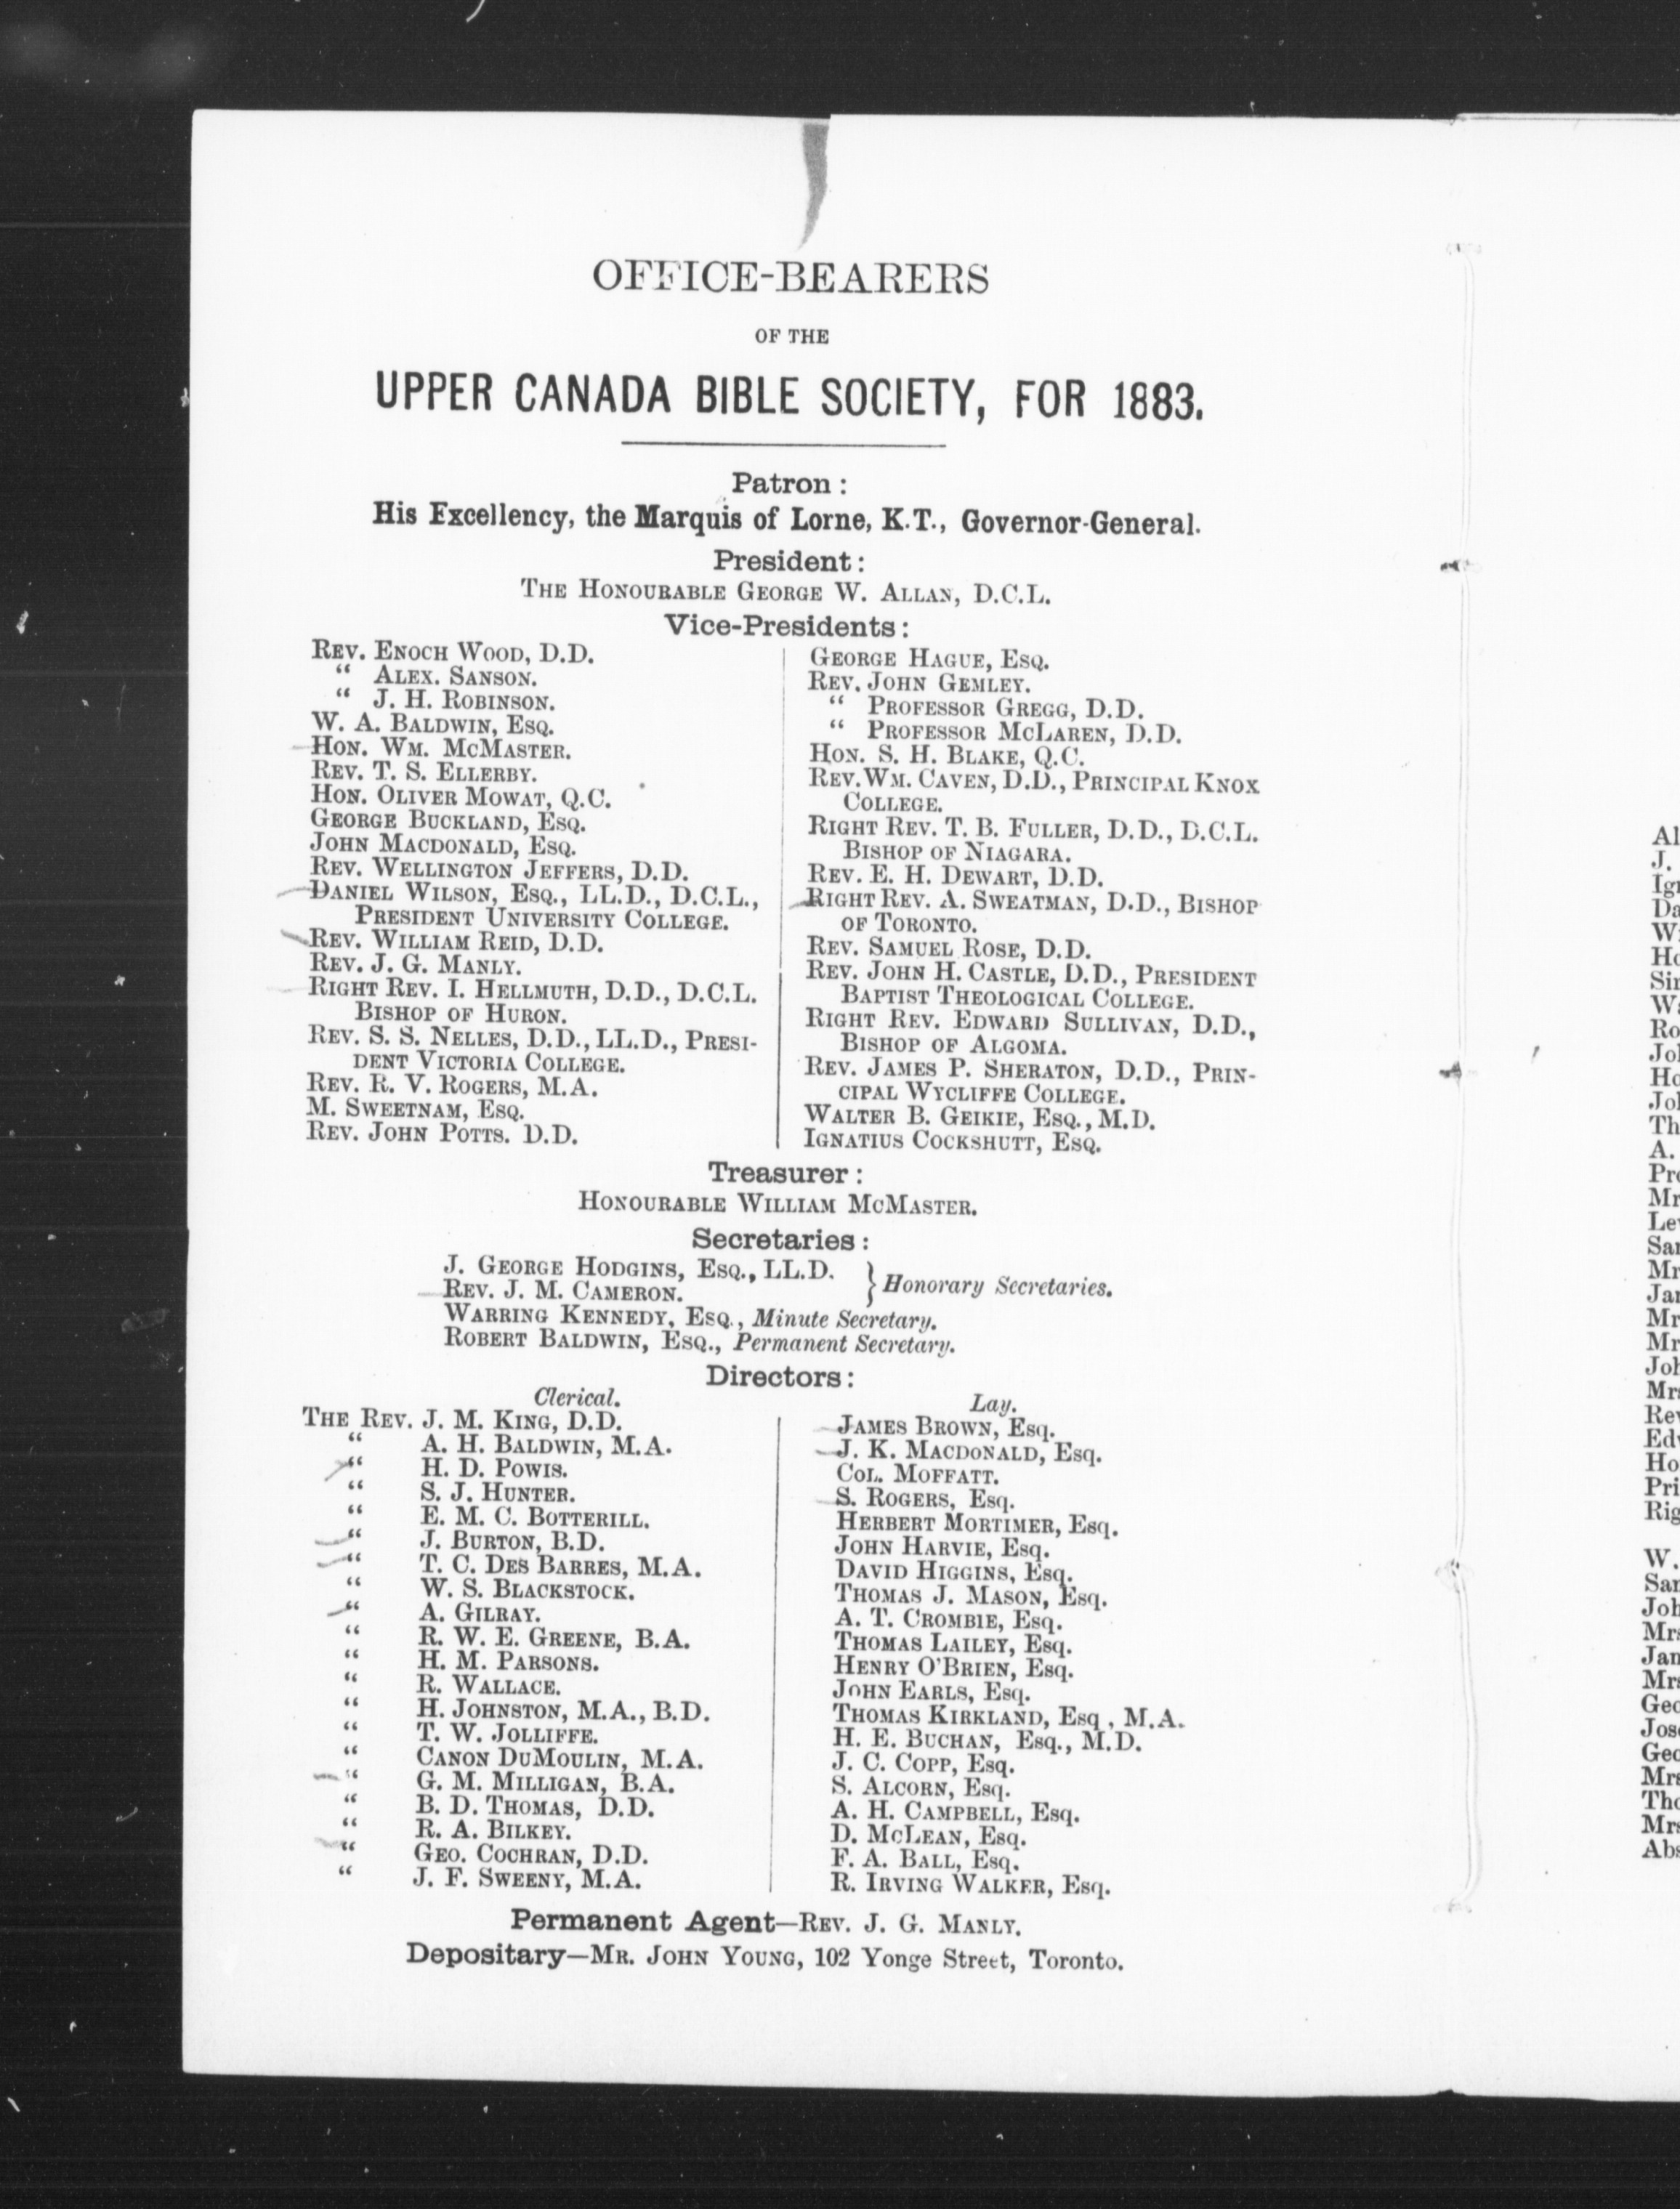 OFFICE-BEARERS
OF THE
UPPER CANADA BIBLE SOCIETY, FOR 1883.
Patron:
His Excellency, the Marquis of Lorne, K.T., Governor-General.
President:
THE HONOURABLE GEORGE W. ALLAN, D.C.L.
Vice-Presidents:
REV. ENOCH WOOD, D.D.
“ ALEX. SANSON.
“ J. H. ROBINSON.
W. A. BALDWIN, ESQ.
HON. WM. MCMASTER.
REV. T. S. ELLERBY.
HON. OLIVER MOWAT, Q.C.
GEORGE BUCKLAND, ESQ.
JOHN MACDONALD, ESQ.
REV. WELLINGTON JEFFERS, D.D.
DANIEL WILSON, ESQ., LL.D., D.C.L.,
PRESIDENT UNIVERSITY COLLEGE.
REV. WILLIAM REID, D.D.
REV. J. G. MANLY.
RIGHT REV. I. HELLMUTH, D.D., D.C.L.
BISHOP OF HURON.
REV. S. S. NELLES, D.D., LL.D., PRESI-
DENT VICTORIA COLLEGE.
REV. R. V. ROGERS, M.A.
M. SWEETNAM, ESQ.
REV. JOHN POTTS. D.D.
GEORGE HAGUE, ESQ.
REV. JOHN GEMLEY.
“ PROFESSOR GREGG, D.D.
“ PROFESSOR MCLAREN, D.D.
HON. S. H. BLAKE, Q.C.
REV. WM. CAVEN, D.D., PRINCIPAL KNOX
COLLEGE.
RIGHT REV. T. B. FULLER, D.D., D.C.L.
BISHOP OF NIAGARA.
REV. E. H. DEWART, D.D.
RIGHT REV. A. SWEATMAN, D.D., BISHOP
OF TORONTO.
REV. SAMUEL ROSE, D.D.
REV. JOHN H. CASTLE, D.D., PRESIDENT
BAPTIST THEOLOGICAL COLLEGE.
RIGHT REV. EDWARD SULLIVAN, D.D.,
BISHOP OF ALGOMA.
REV. JAMES P. SHERATON, D.D., PRIN-
CIPAL WYCLIFFE COLLEGE.
WALTER B. GEIKIE, ESQ., M.D.
IGNATIUS COCKSHUTT, ESQ.
Treasurer:
HONOURABLE WILLIAM MCMASTER.
Secretaries:
J. GEORGE HODGINS, ESQ., LL.D.
REV. J. M. CAMERON.
} Honorary Secretaries.
WARRING KENNEDY, ESQ., Minute Secretary.
ROBERT BALDWIN, ESQ., Permanent Secretary.
Directors:
Clerical.
THE REV. J. M. KING, D.D.
“ A. H. BALDWIN, M.A.
“ H. D. POWIS.
“ S. J. HUNTER.
“ E. M. C. BOTTERILL.
“ J. BURTON, B.D.
“ T. C. DES BARRES, M.A.
“ W. S. BLACKSTOCK.
“ A. GILRAY.
“ R. W. E. GREENE, B.A.
“ H. M. PARSONS.
“ R. WALLACE.
“ H. JOHNSTON, M.A., B.D.
“ T. W. JOLLIFFE.
“ CANON DUMOULIN, M.A.
“ G. M. MILLIGAN, B.A.
“ B. D. THOMAS, D.D.
“ R. A. BILKEY.
“ GEO. COCHRAN, D.D.
“ J. F. SWEENY, M.A.
Lay.
JAMES BROWN, Esq.
J. K. MACDONALD, Esq.
COL. MOFFATT.
S. ROGERS, Esq.
HERBERT MORTIMER, Esq.
JOHN HARVIE, Esq.
DAVID HIGGINS, Esq.
THOMAS J. MASON, Esq.
A. T. CROMBIE, Esq.
THOMAS LAILEY, Esq.
HENRY O'BRIEN, Esq.
JOHN EARLS, Esq.
THOMAS KIRKLAND, Esq., M.A.
H. E. BUCHAN, Esq., M.D.
J. C. COPP, Esq.
S. ALCORN, Esq.
A. H. CAMPBELL, Esq.
D. MCLEAN, Esq.
F. A. BALL, Esq.
R. IRVING WALKER, Esq.
Permanent Agent—REV. J. G. MANLY.
Depositary—MR. JOHN YOUNG, 102 Yonge Street, Toronto.